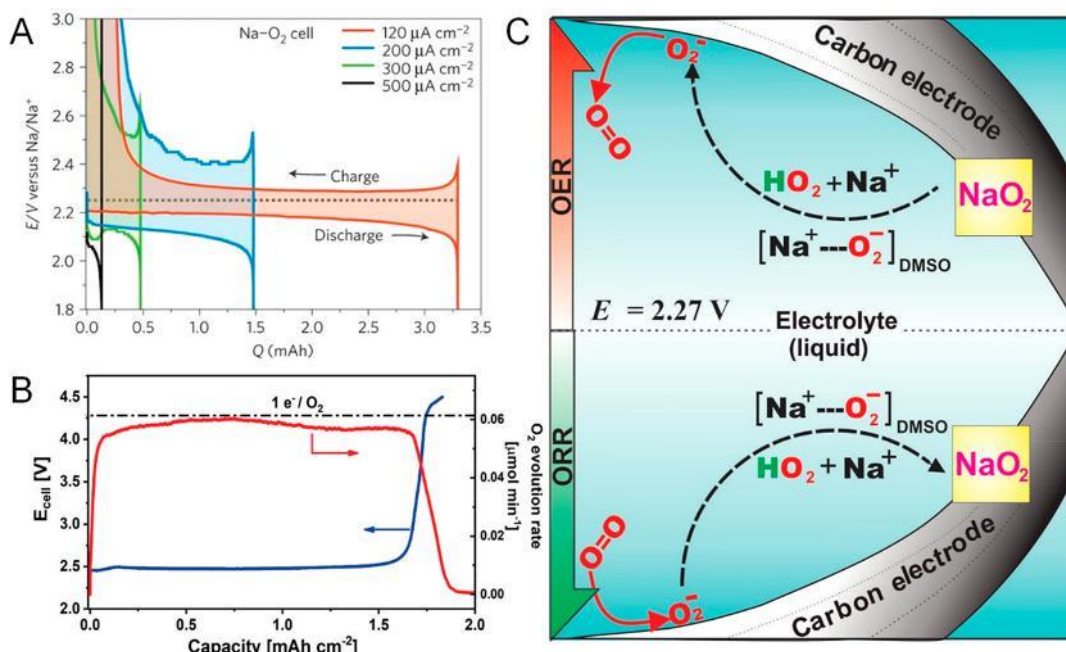 A
Na–O₂ cell
120 µA cm⁻²
200 µA cm⁻²
300 µA cm⁻²
500 µA cm⁻²
3.0
2.8
2.6
2.4
2.2
2.0
1.8
E/V versus Na/Na⁺
Charge
Discharge
0.0 0.5 1.0 1.5 2.0 2.5 3.0 3.5
Q (mAh)
B
1 e⁻/ O₂
4.5
4.0
3.5
3.0
2.5
2.0
E_cell [V]
0.06
0.04
0.02
0.00
O₂ evolution rate
[µmol min⁻¹]
0.0 0.5 1.0 1.5 2.0
Capacity [mAh cm⁻²]
C
OER
O₂⁻
O=O
Carbon electrode
HO₂ + Na⁺
NaO₂
[Na⁺---O₂⁻]DMSO
E = 2.27 V
Electrolyte
(liquid)
ORR
[Na⁺---O₂⁻]DMSO
HO₂ + Na⁺
NaO₂
O=O
O₂⁻
Carbon electrode